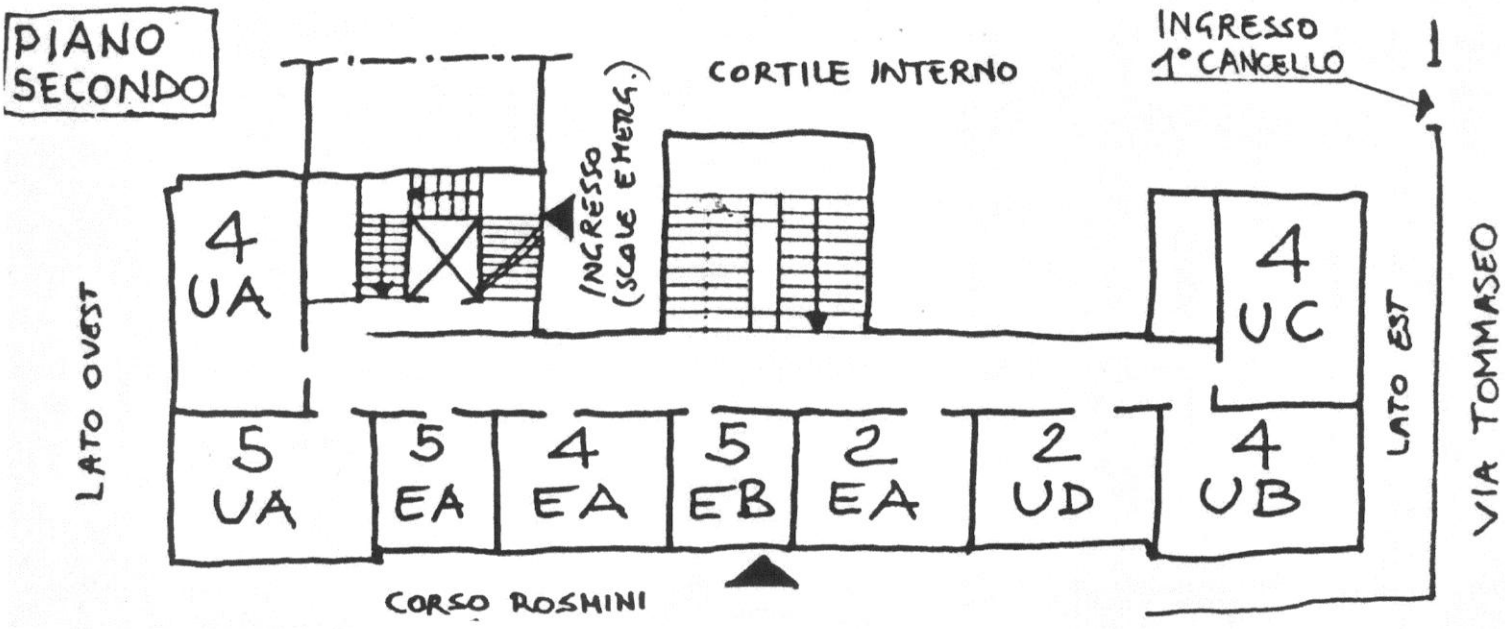 PIANO
SECONDO
INGRESSO
1° CANCELLO
CORTILE INTERNO
INGRESSO
(SCALE EMERG.)
4
UA
4
UC
LATO OVEST
LATO EST
VIA TOMMASEO
5
UA
5
EA
4
EA
5
EB
2
EA
2
UD
4
UB
CORSO ROSMINI